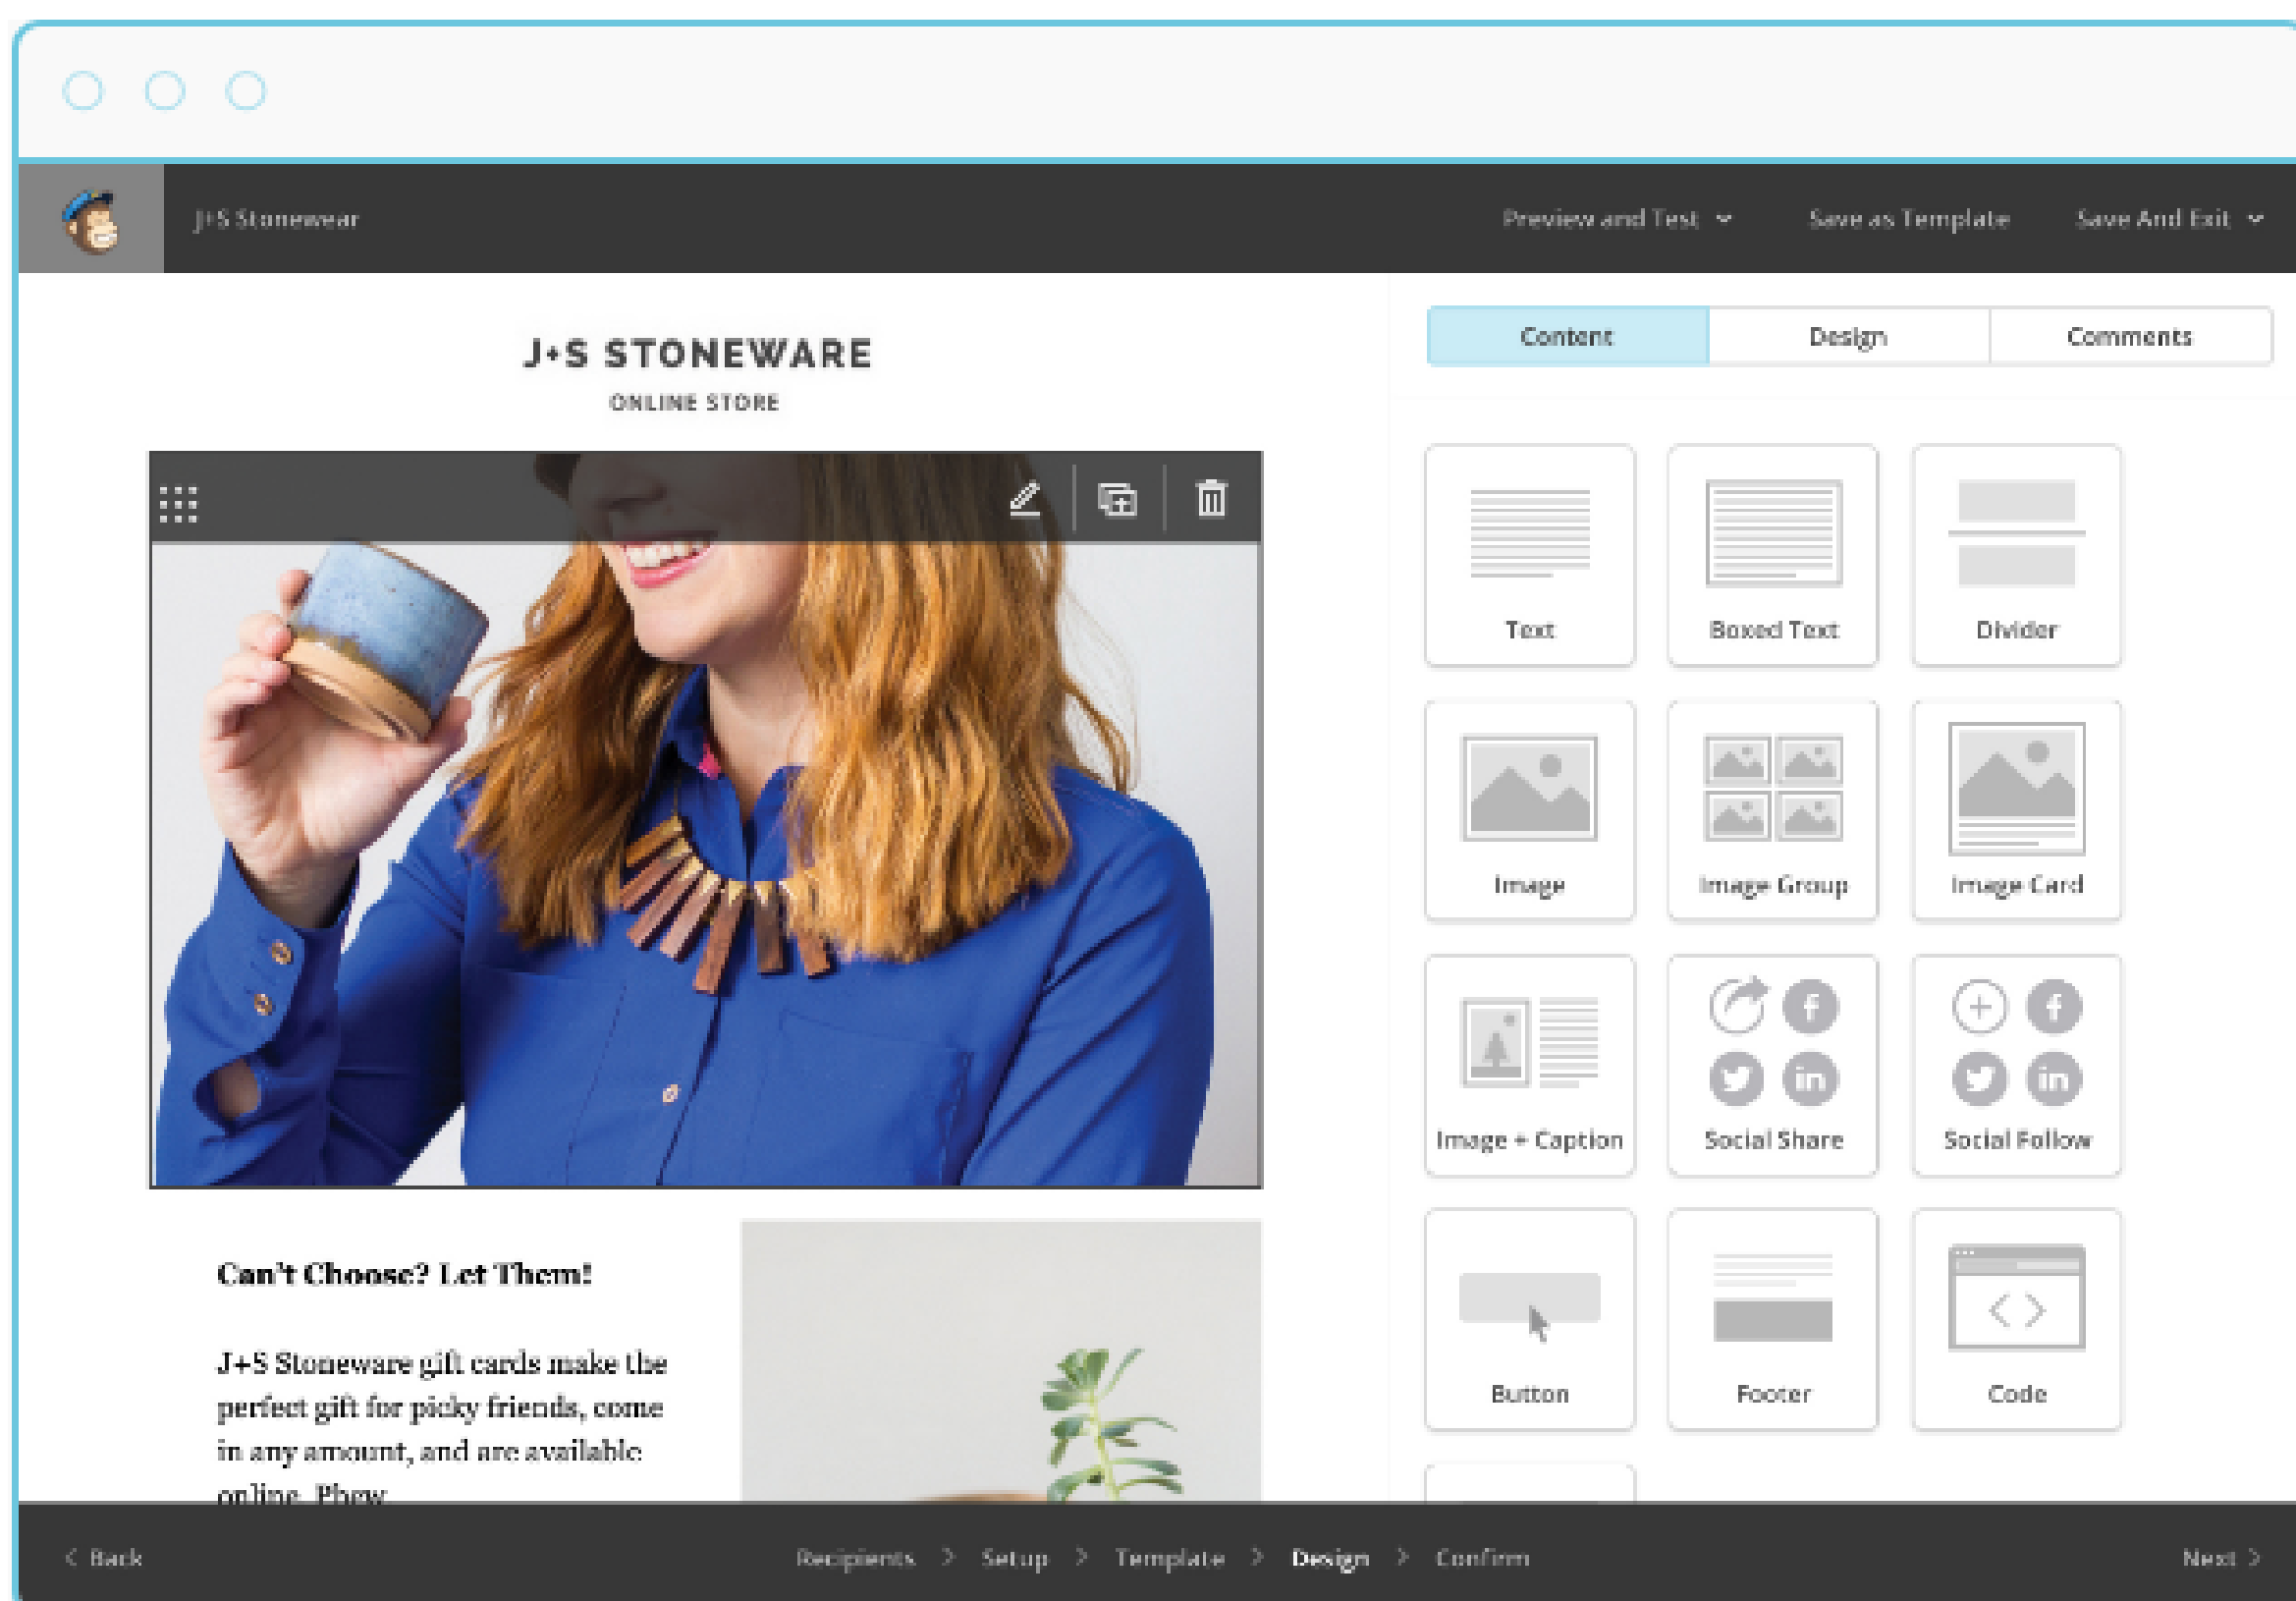 J+S Stonewear
Preview and Test
Save as Template
Save And Exit
J+S STONEWARE
ONLINE STORE
Content
Design
Comments
Text
Boxed Text
Divider
Image
Image Group
Image Card
Image + Caption
Social Share
Social Follow
Button
Footer
Code
Can't Choose? Let Them!
J+S Stoneware gift cards make the
perfect gift for picky friends, come
in any amount, and are available
online. Phew
< Back
Recipients > Setup > Template > Design > Confirm
Next >